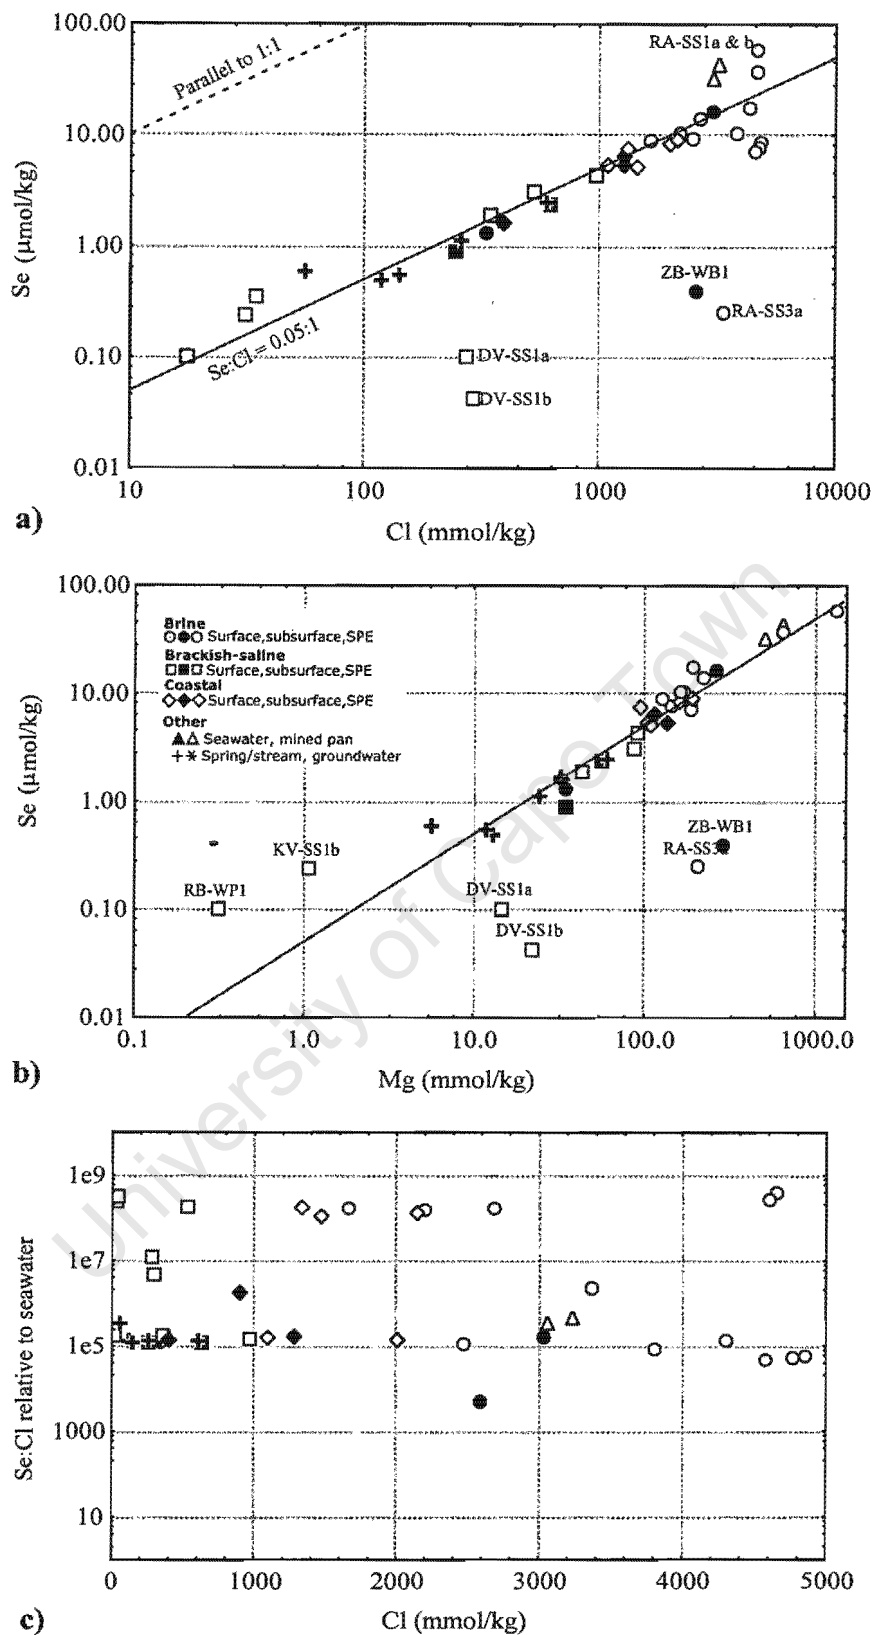 100.00
10.00
1.00
0.10
0.01
Se (µmol/kg)
Parallel to 1:1
RA-SS1a & b
ZB-WB1
RA-SS3a
Se:Cl = 0.05:1
DV-SS1a
DV-SS1b
10 100 1000 10000
a)
Cl (mmol/kg)
100.00
10.00
1.00
0.10
0.01
Se (µmol/kg)
Brine
Surface,subsurface,SPE
Brackish-saline
Surface,subsurface,SPE
Coastal
Surface,subsurface,SPE
Other
Seawater, mined pan
Spring/stream, groundwater
ZB-WB1
KV-SS1b
RB-WP1
DV-SS1a
DV-SS1b
0.1 1.0 10.0 100.0 1000.0
b)
Mg (mmol/kg)
1e9
1e7
1e5
1000
10
Se:Cl relative to seawater
0 1000 2000 3000 4000 5000
c)
Cl (mmol/kg)
University of Cape Town